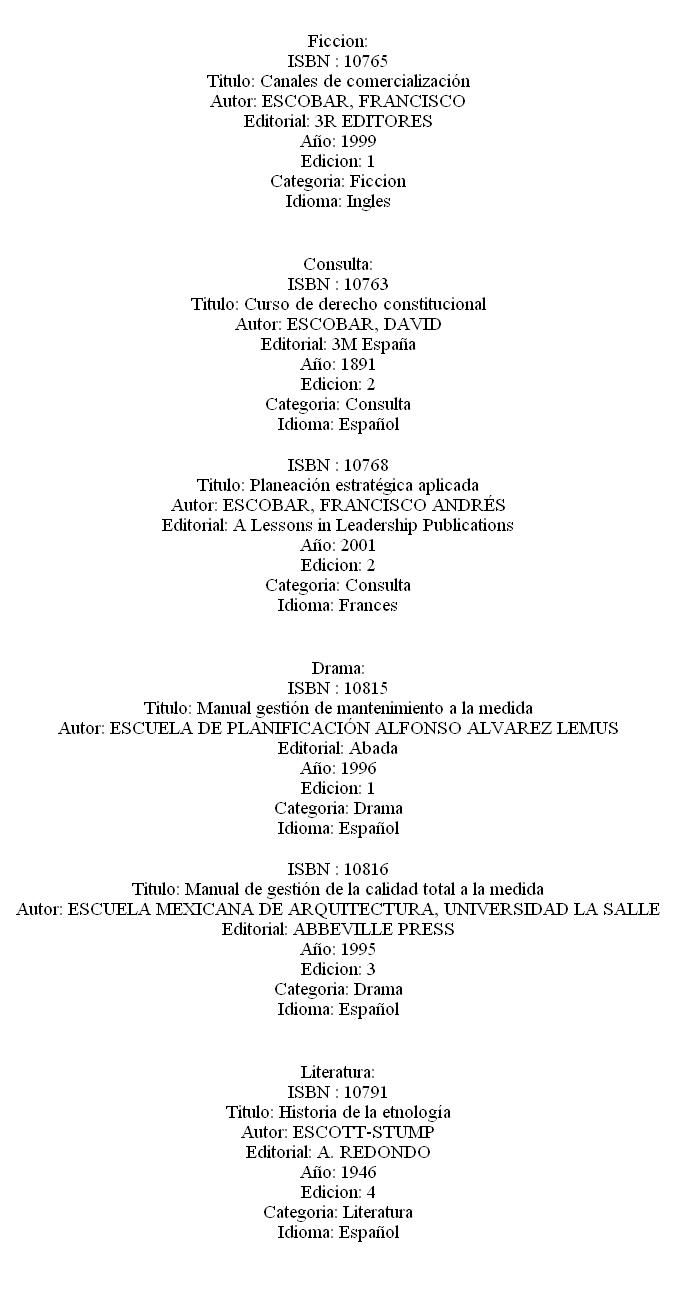 Ficcion:
ISBN : 10765
Titulo: Canales de comercialización
Autor: ESCOBAR, FRANCISCO
Editorial: 3R EDITORES
Año: 1999
Edicion: 1
Categoria: Ficcion
Idioma: Ingles
Consulta:
ISBN : 10763
Titulo: Curso de derecho constitucional
Autor: ESCOBAR, DAVID
Editorial: 3M España
Año: 1891
Edicion: 2
Categoria: Consulta
Idioma: Español
ISBN : 10768
Titulo: Planeación estratégica aplicada
Autor: ESCOBAR, FRANCISCO ANDRÉS
Editorial: A Lessons in Leadership Publications
Año: 2001
Edicion: 2
Categoria: Consulta
Idioma: Frances
Drama:
ISBN : 10815
Titulo: Manual gestión de mantenimiento a la medida
Autor: ESCUELA DE PLANIFICACIÓN ALFONSO ALVAREZ LEMUS
Editorial: Abada
Año: 1996
Edicion: 1
Categoria: Drama
Idioma: Español
ISBN : 10816
Titulo: Manual de gestión de la calidad total a la medida
Autor: ESCUELA MEXICANA DE ARQUITECTURA, UNIVERSIDAD LA SALLE
Editorial: ABBEVILLE PRESS
Año: 1995
Edicion: 3
Categoria: Drama
Idioma: Español
Literatura:
ISBN : 10791
Titulo: Historia de la etnología
Autor: ESCOTT-STUMP
Editorial: A. REDONDO
Año: 1946
Edicion: 4
Categoria: Literatura
Idioma: Español